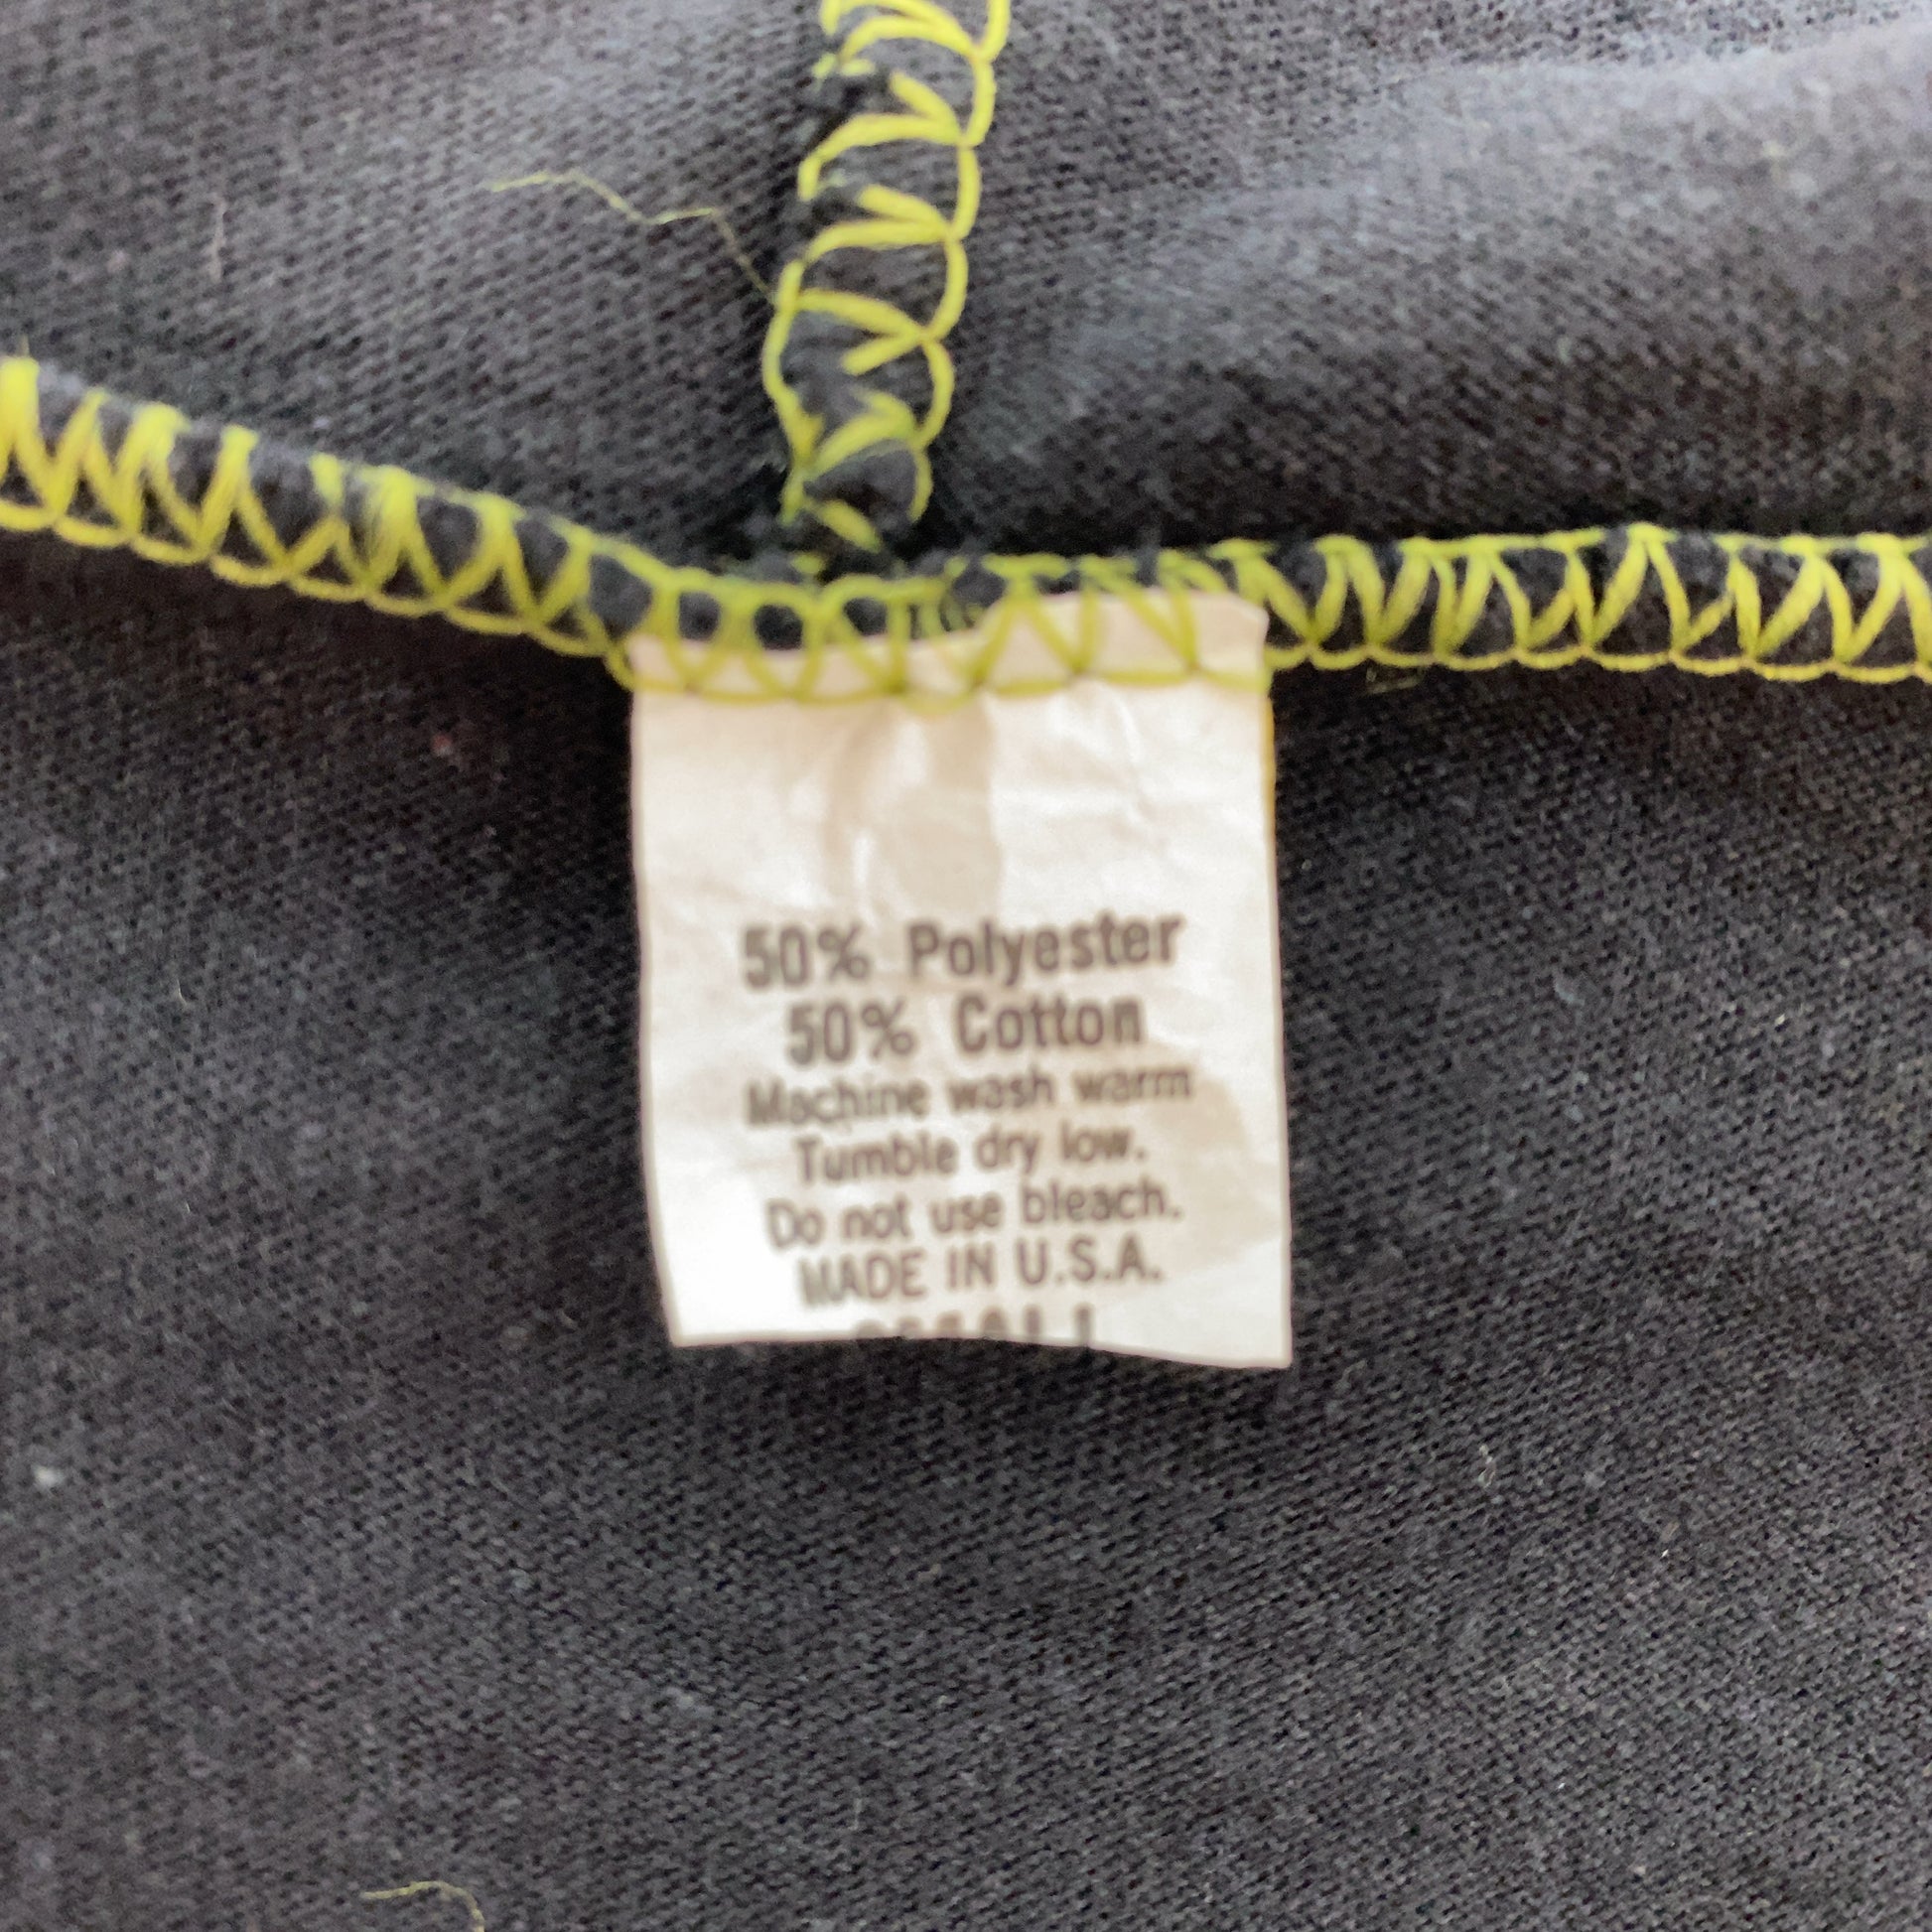 50% Polyester
50% Cotton
Machine wash warm
Tumble dry low.
Do not use bleach.
MADE IN U.S.A.